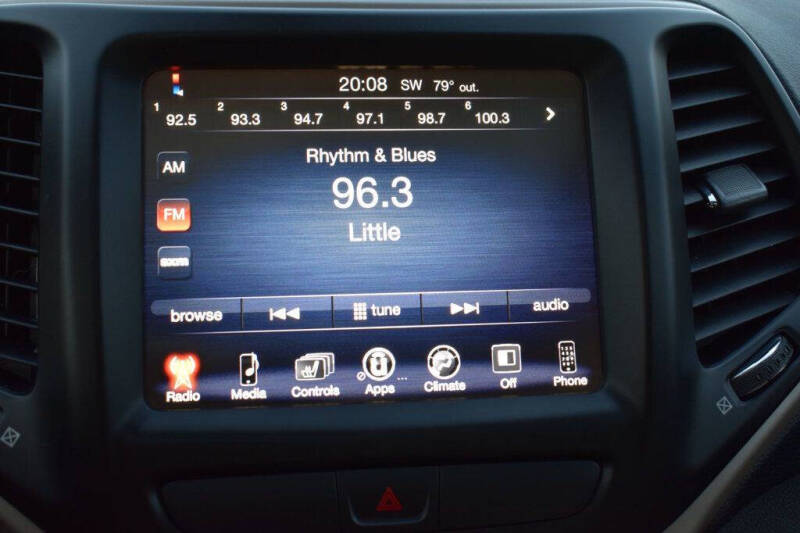 20:08 SW 79° out.
1 92.5 2 93.3 3 94.7 4 97.1 5 98.7 6 100.3
Rhythm & Blues
AM
96.3
FM
Little
browse tune audio
Radio Media Controls Apps ... Climate Off Phone